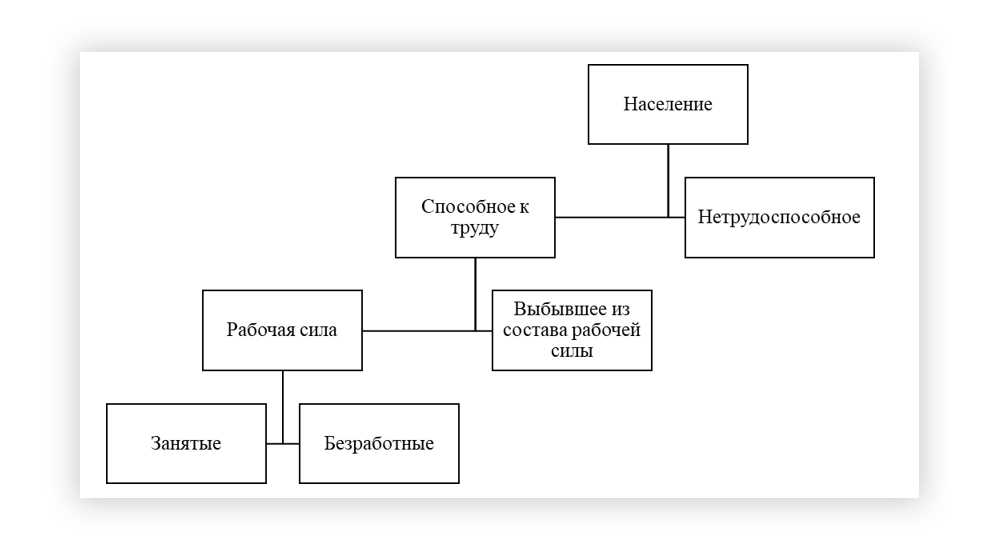 Население
Способное к
труду
Нетрудоспособное
Рабочая сила
Выбывшее из
состава рабочей
силы
Занятые
Безработные